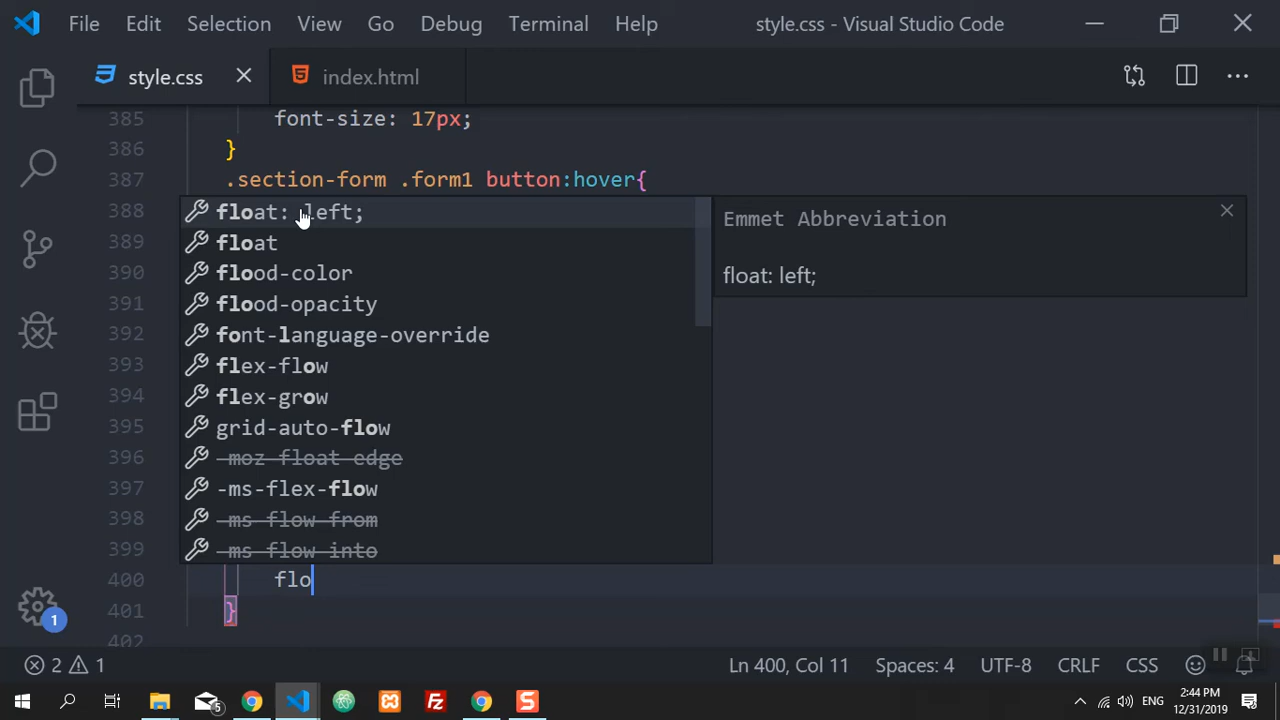 File Edit Selection View Go Debug Terminal Help style.css - Visual Studio Code
style.css index.html
385 font-size: 17px;
386 }
387 .section-form .form1 button:hover{
388 float: left;
389 float
390 flood-color
391 flood-opacity
392 font-language-override
393 flex-flow
394 flex-grow
395 grid-auto-flow
396 -moz-float-edge
397 -ms-flex-flow
398 -ms-flow-from
399 -ms-flow-into
Emmet Abbreviation
float: left;
400 flo
401 }
402
1
2 1 Ln 400, Col 11 Spaces: 4 UTF-8 CRLF CSS
5 ENG 2:44 PM
12/31/2019